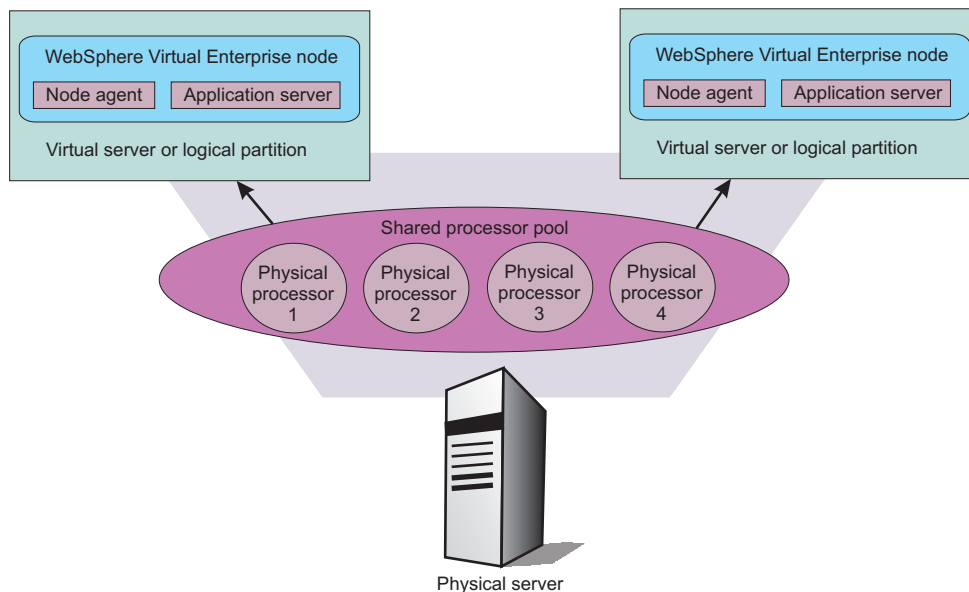 WebSphere Virtual Enterprise node
Node agent
Application server
Virtual server or logical partition
WebSphere Virtual Enterprise node
Node agent
Application server
Virtual server or logical partition
Shared processor pool
Physical
processor
1
Physical
processor
2
Physical
processor
3
Physical
processor
4
Physical server